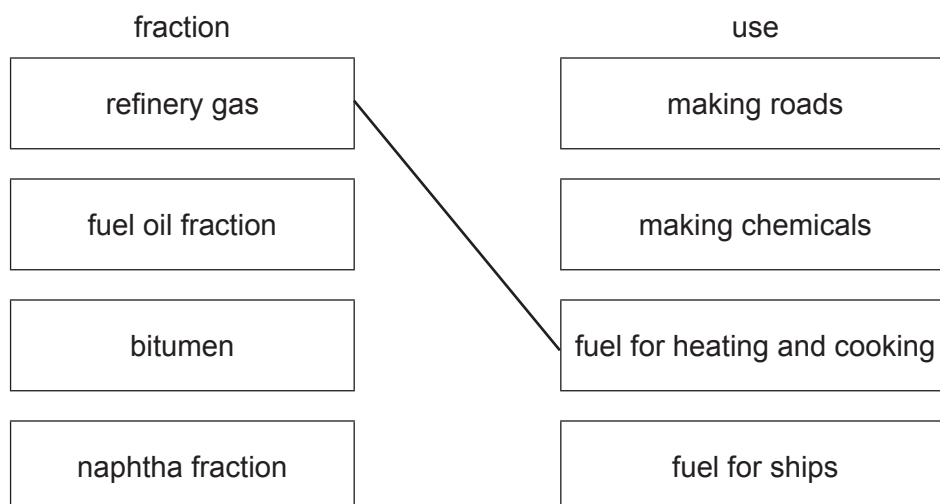 fraction use
refinery gas making roads
fuel oil fraction making chemicals
bitumen fuel for heating and cooking
naphtha fraction fuel for ships